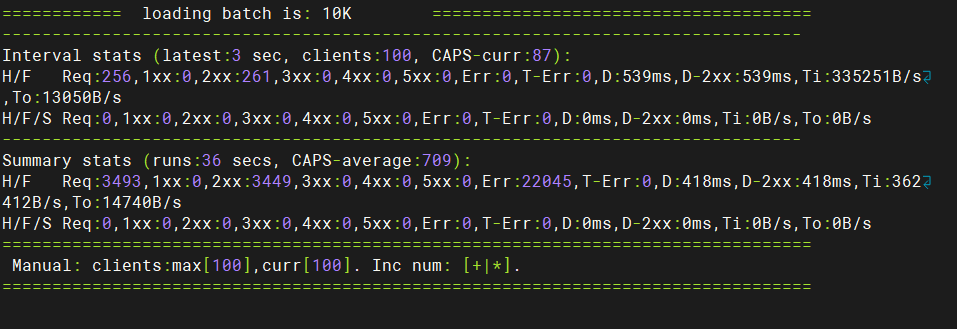 ============  loading batch is: 10K        ======================================
--------------------------------------------------------------------------------
Interval stats (latest:3 sec, clients:100, CAPS-curr:87):
H/F   Req:256,1xx:0,2xx:261,3xx:0,4xx:0,5xx:0,Err:0,T-Err:0,D:539ms,D-2xx:539ms,Ti:335251B/s
,To:13050B/s
H/F/S Req:0,1xx:0,2xx:0,3xx:0,4xx:0,5xx:0,Err:0,T-Err:0,D:0ms,D-2xx:0ms,Ti:0B/s,To:0B/s
--------------------------------------------------------------------------------
Summary stats (runs:36 secs, CAPS-average:709):
H/F   Req:3493,1xx:0,2xx:3449,3xx:0,4xx:0,5xx:0,Err:22045,T-Err:0,D:418ms,D-2xx:418ms,Ti:362
412B/s,To:14740B/s
H/F/S Req:0,1xx:0,2xx:0,3xx:0,4xx:0,5xx:0,Err:0,T-Err:0,D:0ms,D-2xx:0ms,Ti:0B/s,To:0B/s
=================================================================================
 Manual: clients:max[100],curr[100]. Inc num: [+|*].
=================================================================================